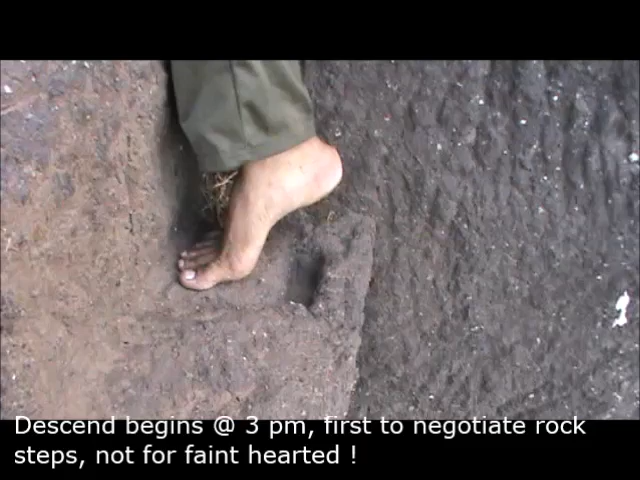 Descend begins @ 3 pm, first to negotiate rock
steps, not for faint hearted !